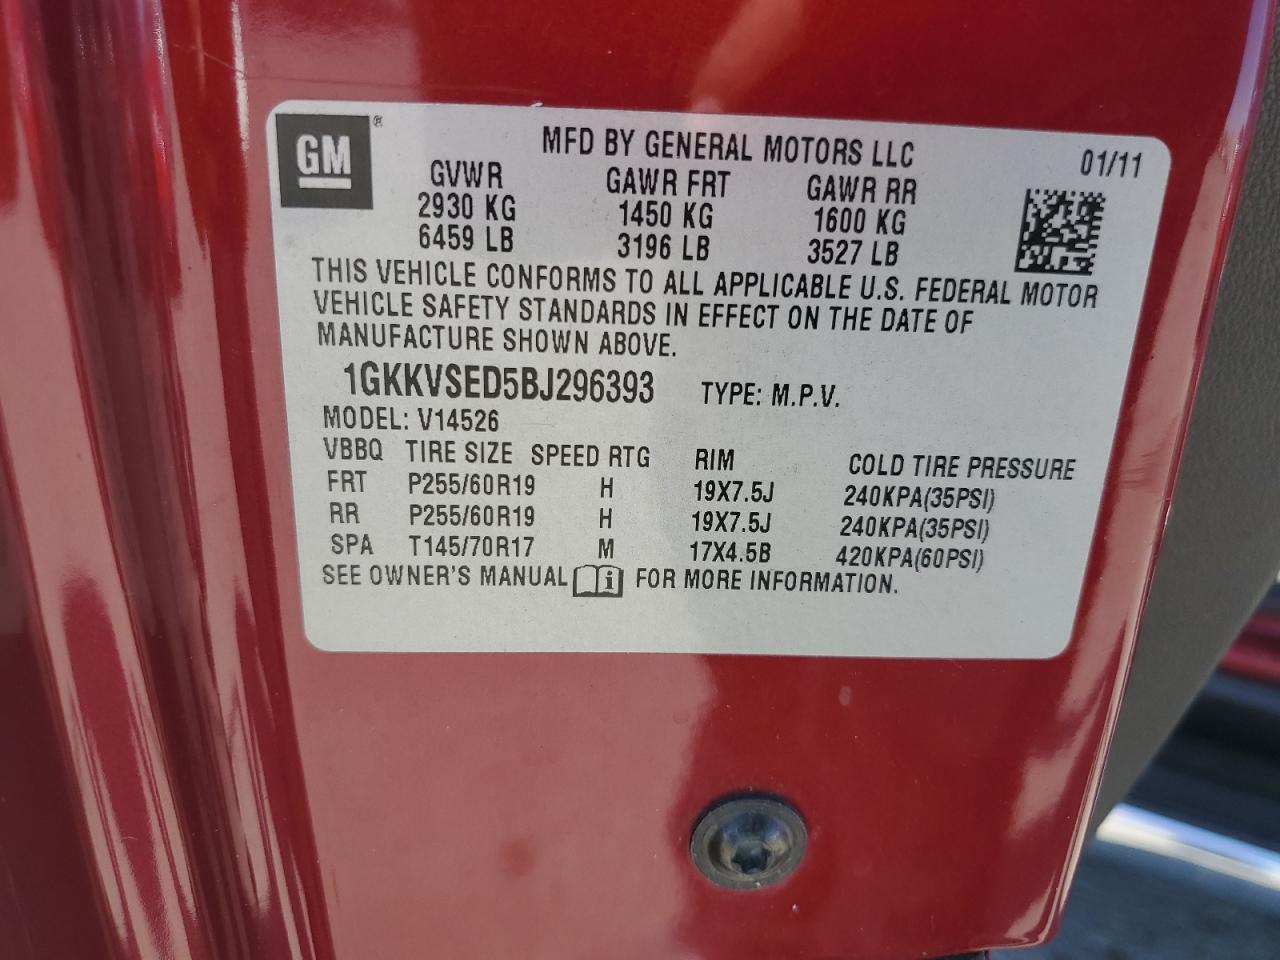 GM ®
MFD BY GENERAL MOTORS LLC 01/11
GVWR GAWR FRT GAWR RR
2930 KG 1450 KG 1600 KG
6459 LB 3196 LB 3527 LB
THIS VEHICLE CONFORMS TO ALL APPLICABLE U.S. FEDERAL MOTOR
VEHICLE SAFETY STANDARDS IN EFFECT ON THE DATE OF
MANUFACTURE SHOWN ABOVE.
1GKKVSED5BJ296393 TYPE: M.P.V.
MODEL: V14526
VBBQ TIRE SIZE SPEED RTG RIM COLD TIRE PRESSURE
FRT P255/60R19 H 19X7.5J 240KPA(35PSI)
RR P255/60R19 H 19X7.5J 240KPA(35PSI)
SPA T145/70R17 M 17X4.5B 420KPA(60PSI)
SEE OWNER'S MANUAL i FOR MORE INFORMATION.